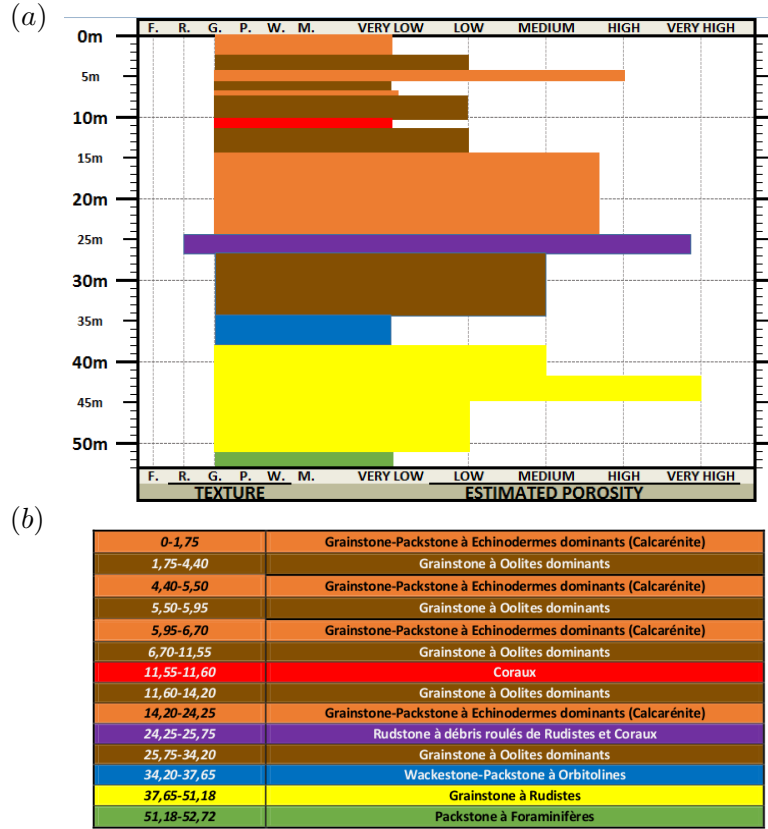 (a)
F. R. G. P. W. M. VERY LOW LOW MEDIUM HIGH VERY HIGH
0m
5m
10m
15m
20m
25m
30m
35m
40m
45m
50m
F. R. G. P. W. M. VERY LOW LOW MEDIUM HIGH VERY HIGH
TEXTURE ESTIMATED POROSITY
(b)
0-1,75 Grainstone-Packstone à Echinodermes dominants (Calcarénite)
1,75-4,40 Grainstone à Oolites dominants
4,40-5,50 Grainstone-Packstone à Echinodermes dominants (Calcarénite)
5,50-5,95 Grainstone à Oolites dominants
5,95-6,70 Grainstone-Packstone à Echinodermes dominants (Calcarénite)
6,70-11,55 Grainstone à Oolites dominants
11,55-11,60 Coraux
11,60-14,20 Grainstone à Oolites dominants
14,20-24,25 Grainstone-Packstone à Echinodermes dominants (Calcarénite)
24,25-25,75 Rudstone à débris roulés de Rudistes et Coraux
25,75-34,20 Grainstone à Oolites dominants
34,20-37,65 Wackestone-Packstone à Orbitolines
37,65-51,18 Grainstone à Rudistes
51,18-52,72 Packstone à Foraminifères